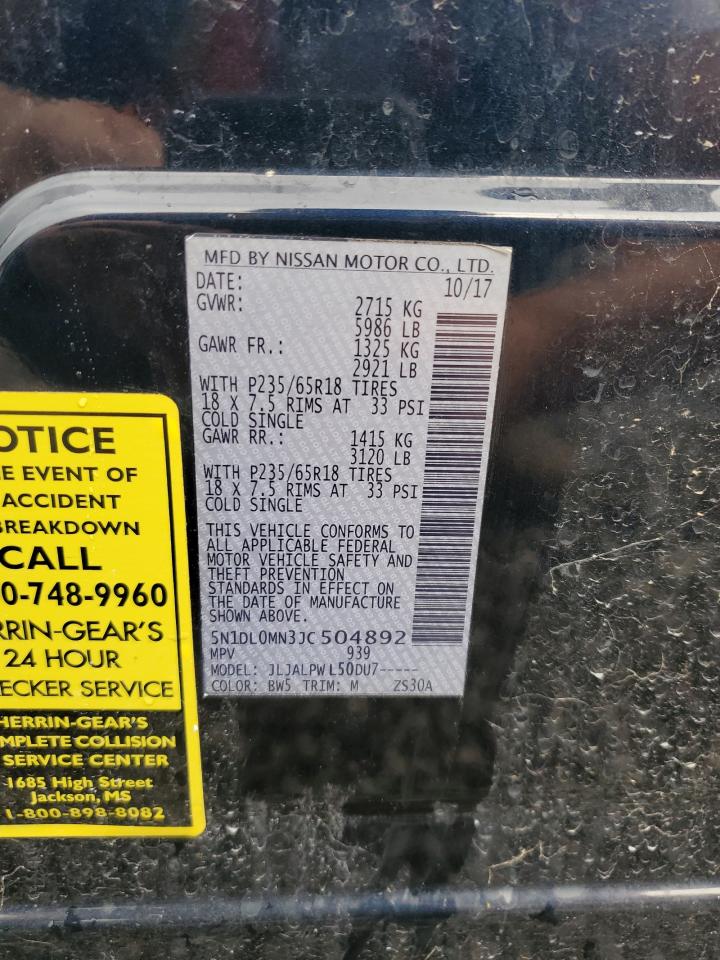 MFD BY NISSAN MOTOR CO., LTD.
DATE: 10/17
GVWR: 2715 KG
5986 LB
GAWR FR.: 1325 KG
2921 LB
WITH P235/65R18 TIRES
18 X 7.5 RIMS AT 33 PSI
COLD SINGLE
GAWR RR.: 1415 KG
3120 LB
WITH P235/65R18 TIRES
18 X 7.5 RIMS AT 33 PSI
COLD SINGLE
THIS VEHICLE CONFORMS TO
ALL APPLICABLE FEDERAL
MOTOR VEHICLE SAFETY AND
THEFT PREVENTION
STANDARDS IN EFFECT ON
THE DATE OF MANUFACTURE
SHOWN ABOVE.
5N1DL0MN3JC504892
MPV 939
MODEL: JLJALPWL50DU7-----
COLOR: BW5 TRIM: M ZS30A
OTICE
E EVENT OF
ACCIDENT
BREAKDOWN
CALL
0-748-9960
RRIN-GEAR'S
24 HOUR
ECKER SERVICE
HERRIN-GEAR'S
MPLETE COLLISION
SERVICE CENTER
1685 High Street
Jackson, MS
1-800-898-8082